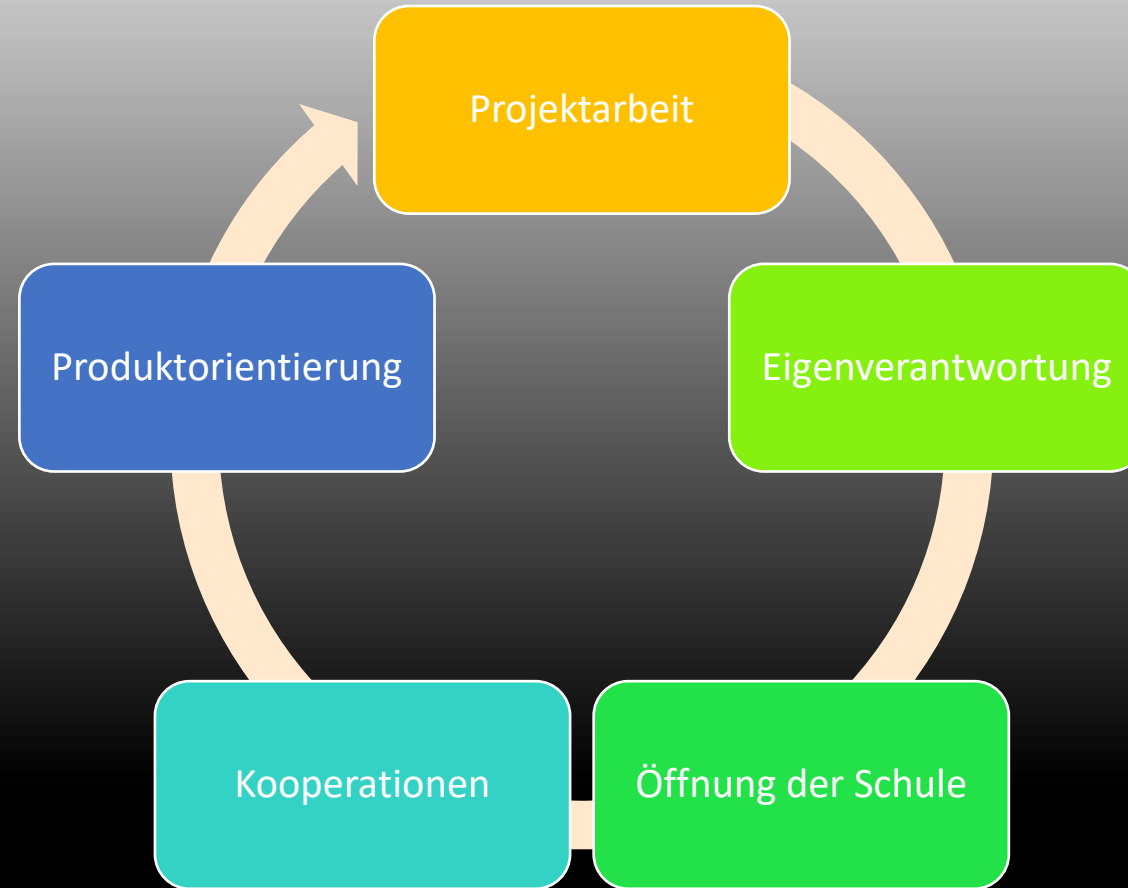 Projektarbeit
Produktorientierung
Eigenverantwortung
Kooperationen
Öffnung der Schule